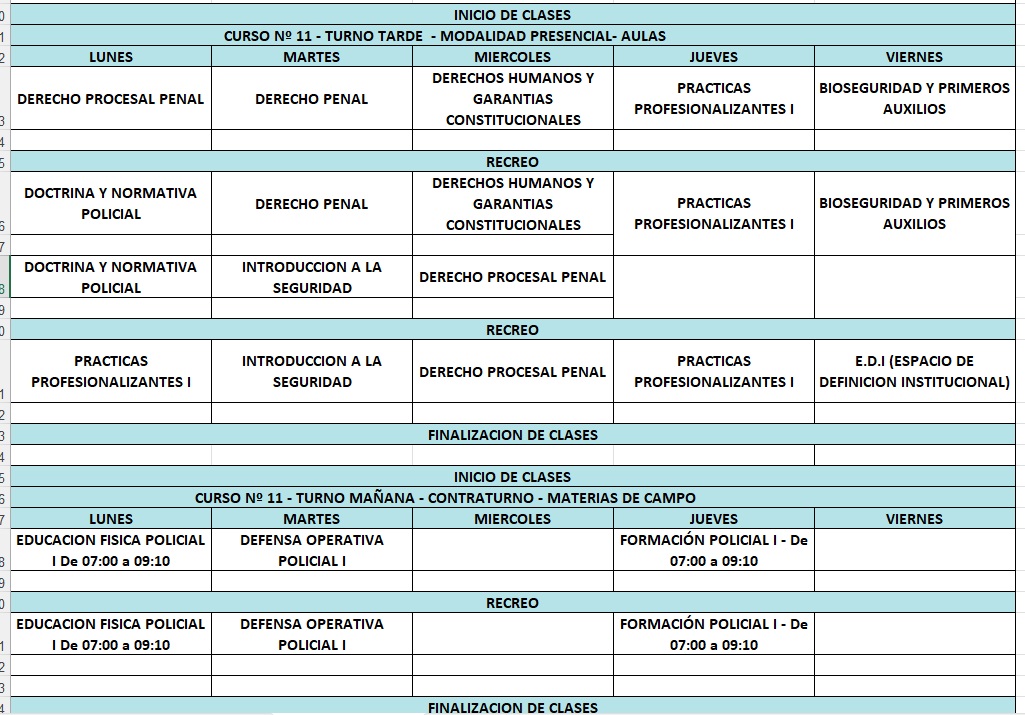 INICIO DE CLASES
CURSO Nº 11 - TURNO TARDE - MODALIDAD PRESENCIAL- AULAS
LUNES MARTES MIERCOLES JUEVES VIERNES
DERECHO PROCESAL PENAL
DERECHO PENAL
DERECHOS HUMANOS Y
GARANTIAS
CONSTITUCIONALES
PRACTICAS
PROFESIONALIZANTES I
BIOSEGURIDAD Y PRIMEROS
AUXILIOS
RECREO
DOCTRINA Y NORMATIVA
POLICIAL
DERECHO PENAL
DERECHOS HUMANOS Y
GARANTIAS
CONSTITUCIONALES
PRACTICAS
PROFESIONALIZANTES I
BIOSEGURIDAD Y PRIMEROS
AUXILIOS
DOCTRINA Y NORMATIVA
POLICIAL
INTRODUCCION A LA
SEGURIDAD
DERECHO PROCESAL PENAL
RECREO
PRACTICAS
PROFESIONALIZANTES I
INTRODUCCION A LA
SEGURIDAD
DERECHO PROCESAL PENAL
PRACTICAS
PROFESIONALIZANTES I
E.D.I (ESPACIO DE
DEFINICION INSTITUCIONAL)
FINALIZACION DE CLASES
INICIO DE CLASES
CURSO Nº 11 - TURNO MAÑANA - CONTRATURNO - MATERIAS DE CAMPO
LUNES MARTES MIERCOLES JUEVES VIERNES
EDUCACION FISICA POLICIAL
I De 07:00 a 09:10
DEFENSA OPERATIVA
POLICIAL I
FORMACIÓN POLICIAL I - De
07:00 a 09:10
RECREO
EDUCACION FISICA POLICIAL
I De 07:00 a 09:10
DEFENSA OPERATIVA
POLICIAL I
FORMACIÓN POLICIAL I - De
07:00 a 09:10
FINALIZACION DE CLASES